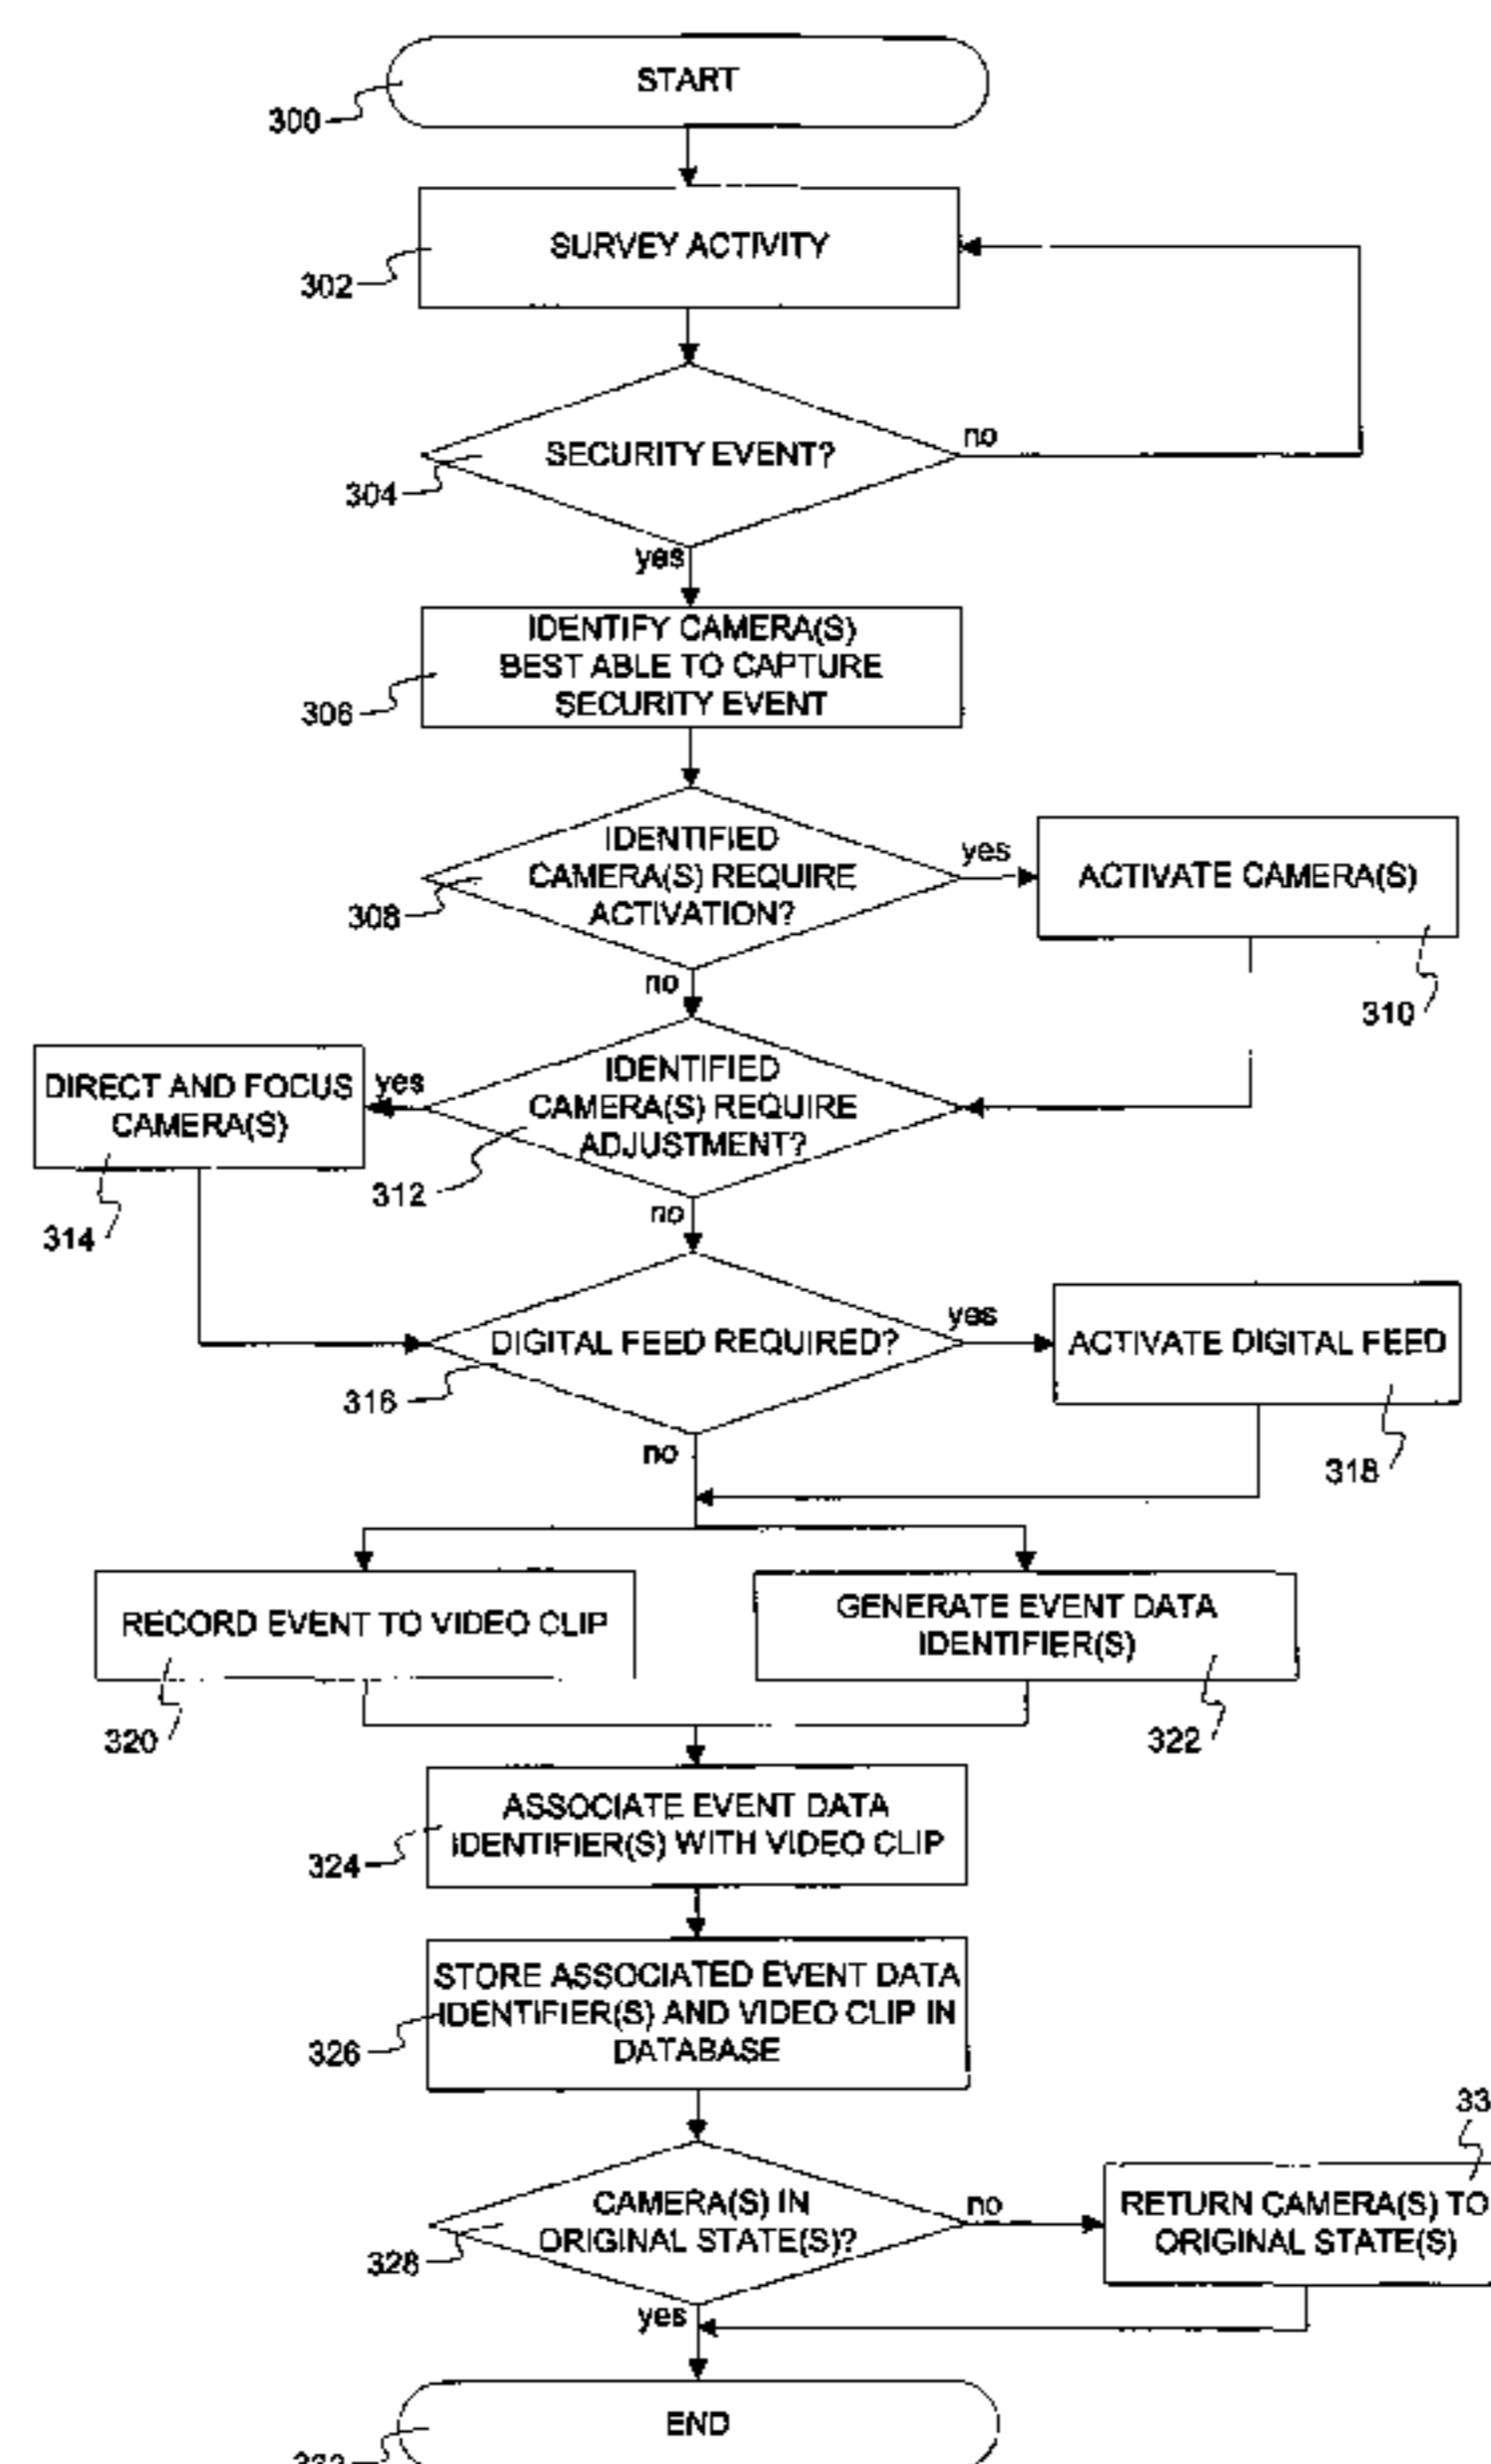 START
300
SURVEY ACTIVITY
302
SECURITY EVENT?
no
304
yes
IDENTIFY CAMERA(S)
BEST ABLE TO CAPTURE
SECURITY EVENT
306
IDENTIFIED
CAMERA(S) REQUIRE
ACTIVATION?
yes
ACTIVATE CAMERA(S)
308
no
310
IDENTIFIED
CAMERA(S) REQUIRE
ADJUSTMENT?
yes
DIRECT AND FOCUS
CAMERA(S)
312
314
no
DIGITAL FEED REQUIRED?
yes
ACTIVATE DIGITAL FEED
316
no
318
RECORD EVENT TO VIDEO CLIP
GENERATE EVENT DATA
IDENTIFIER(S)
320
322
ASSOCIATE EVENT DATA
IDENTIFIER(S) WITH VIDEO CLIP
324
STORE ASSOCIATED EVENT DATA
IDENTIFIER(S) AND VIDEO CLIP IN
DATABASE
326
33
CAMERA(S) IN
ORIGINAL STATE(S)?
no
RETURN CAMERA(S) TO
ORIGINAL STATE(S)
328
yes
END